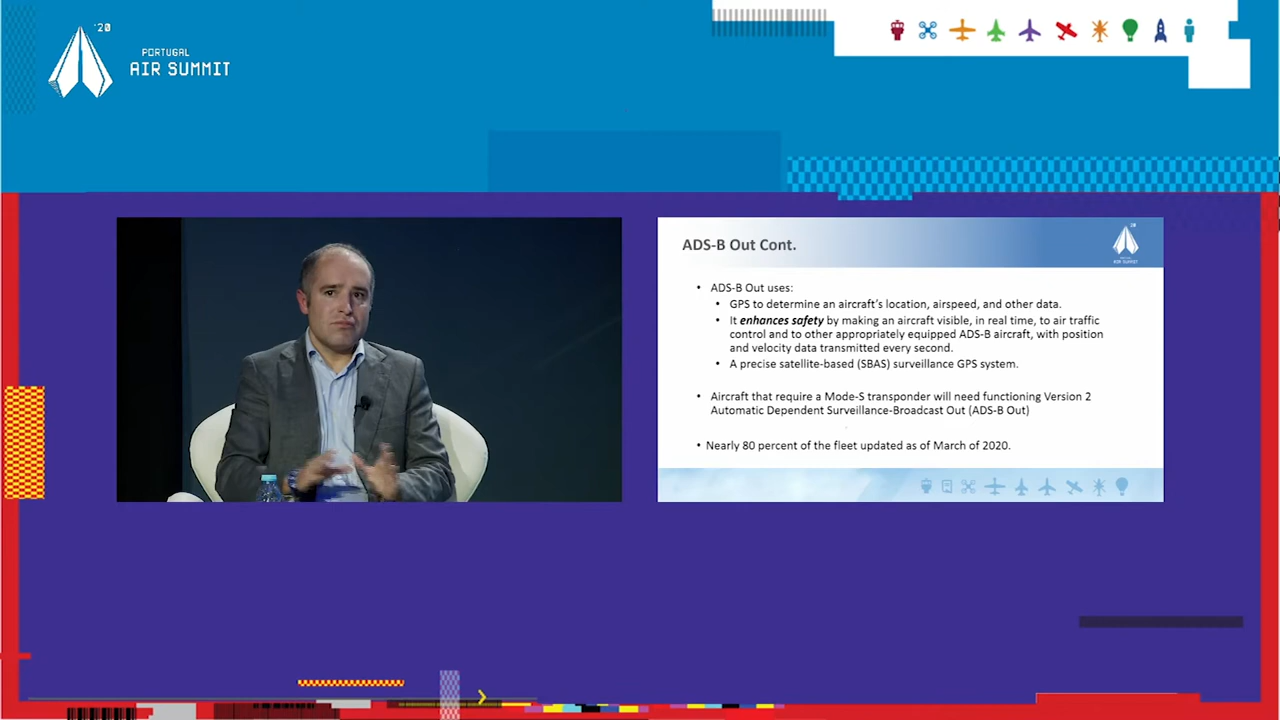 '20
PORTUGAL
AIR SUMMIT
ADS-B Out Cont.
'20
AIR SUMMIT
• ADS-B Out uses:
• GPS to determine an aircraft's location, airspeed, and other data.
• It enhances safety by making an aircraft visible, in real time, to air traffic
control and to other appropriately equipped ADS-B aircraft, with position
and velocity data transmitted every second.
• A precise satellite-based (SBAS) surveillance GPS system.
• Aircraft that require a Mode-S transponder will need functioning Version 2
Automatic Dependent Surveillance-Broadcast Out (ADS-B Out)
• Nearly 80 percent of the fleet updated as of March of 2020.